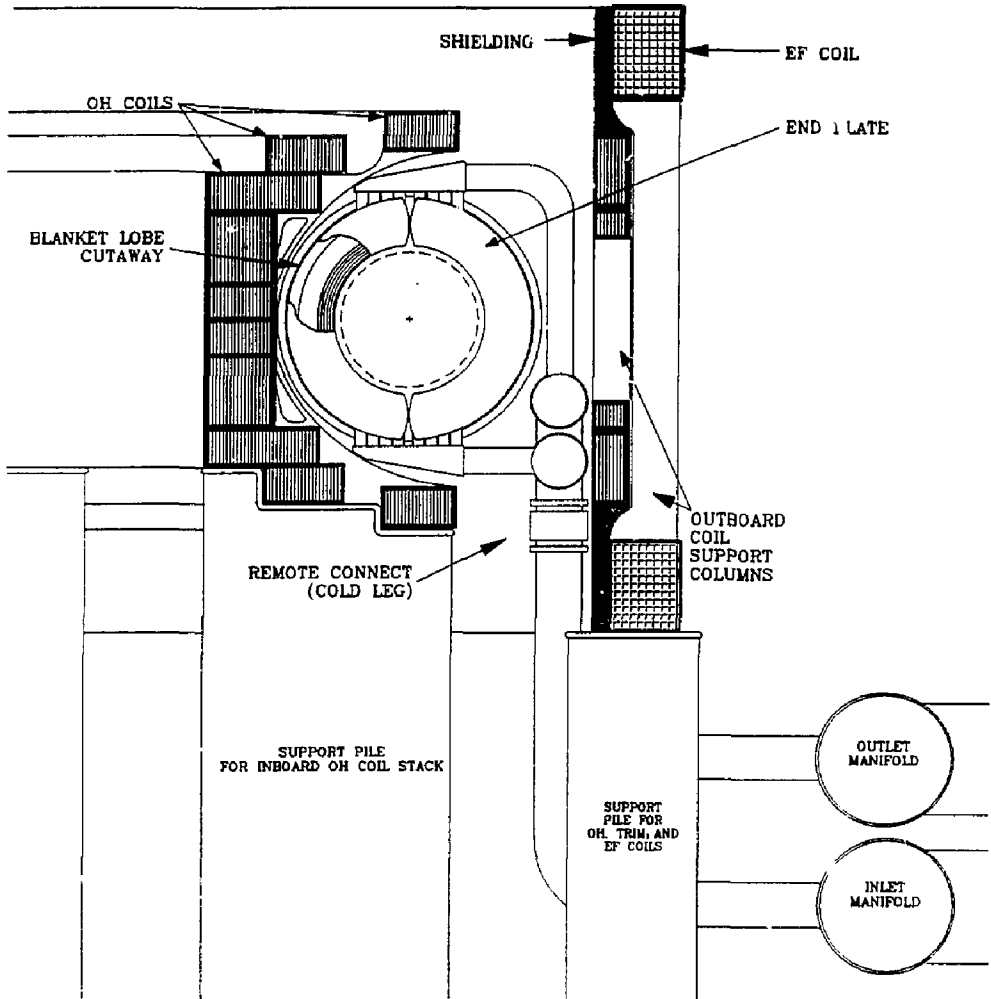 SHIELDING
EF COIL
OH COILS
END 1 LATE
BLANKET LOBE
CUTAWAY
OUTBOARD
COIL
SUPPORT
COLUMNS
REMOTE CONNECT
(COLD LEG)
SUPPORT PILE
FOR INBOARD OH COIL STACK
OUTLET
MANIFOLD
SUPPORT
PILE FOR
OH, TRIM, AND
EF COILS
INLET
MANIFOLD